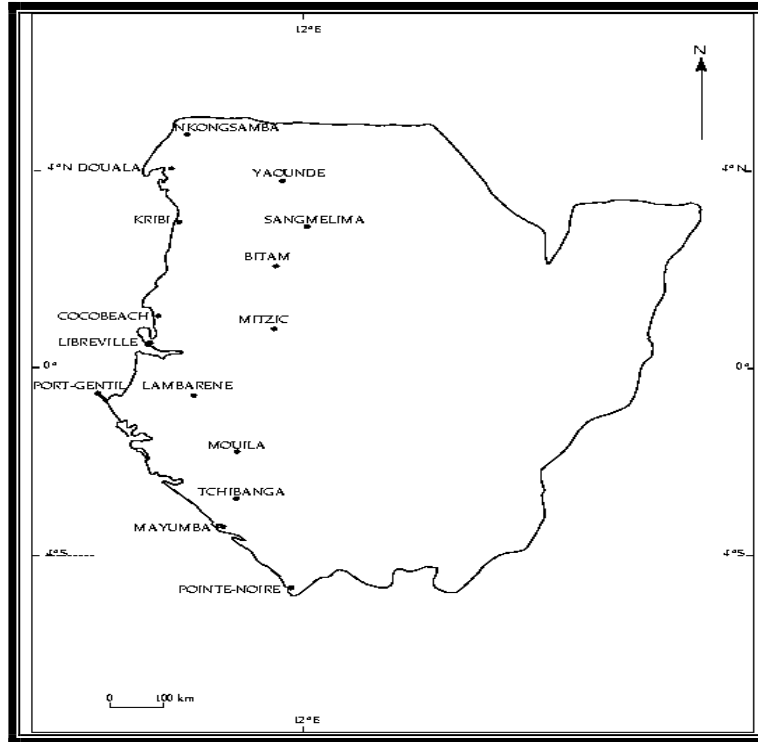 12°E
N
NKONGSAMBA
4°N DOUALA
4°N
YAOUNDE
KRIBI
SANGMELIMA
BITAM
COCOBEACH
MITZIC
LIBREVILLE
0°
0°
PORT-GENTIL
LAMBARENE
MOUILA
TCHIBANGA
MAYUMBA
4°S
4°S
POINTE-NOIRE
0 100 km
12°E